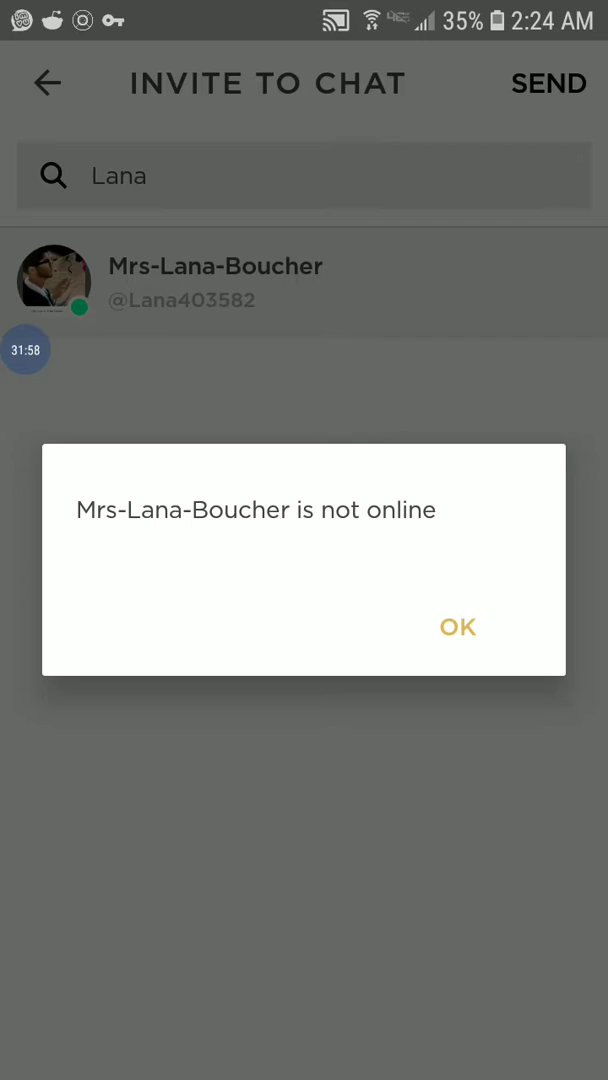 35% 2:24 AM
INVITE TO CHAT SEND
Lana
Mrs-Lana-Boucher
@Lana403582
31:58
Mrs-Lana-Boucher is not online
OK